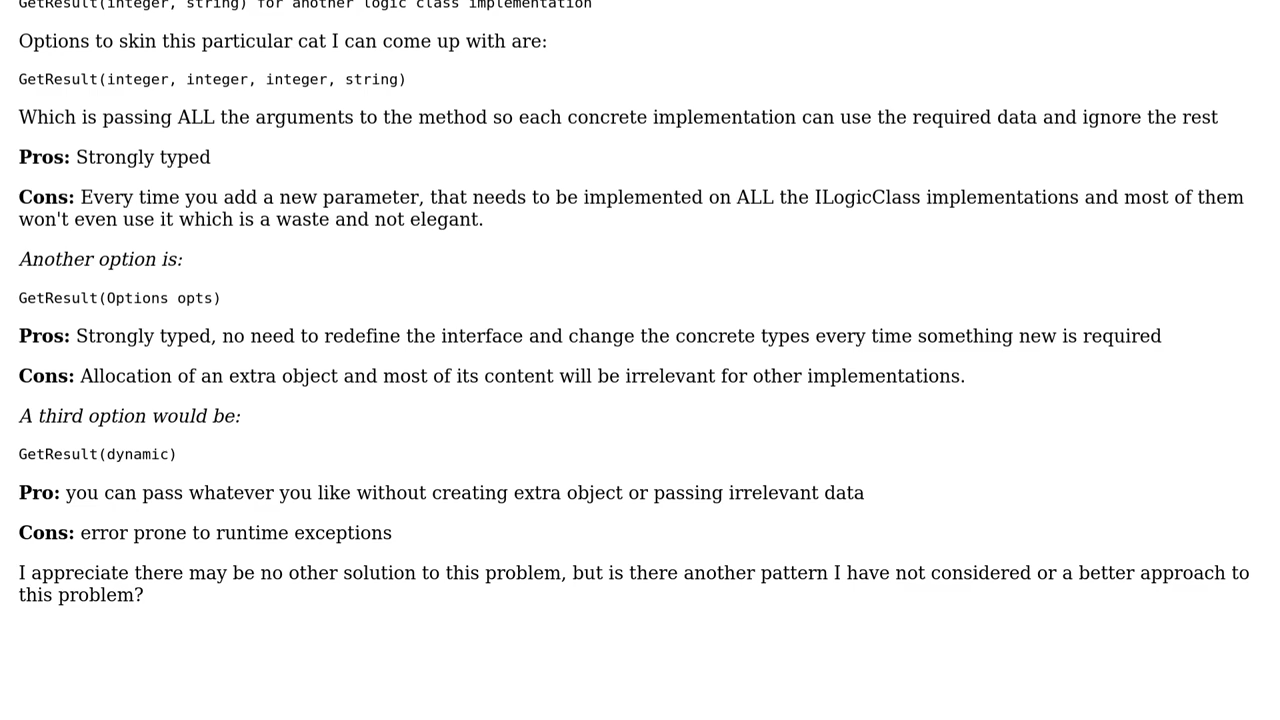 GetResult(integer, string) for another logic class implementation
Options to skin this particular cat I can come up with are:
GetResult(integer, integer, integer, string)
Which is passing ALL the arguments to the method so each concrete implementation can use the required data and ignore the rest
Pros: Strongly typed
Cons: Every time you add a new parameter, that needs to be implemented on ALL the ILogicClass implementations and most of them
won't even use it which is a waste and not elegant.
Another option is:
GetResult(Options opts)
Pros: Strongly typed, no need to redefine the interface and change the concrete types every time something new is required
Cons: Allocation of an extra object and most of its content will be irrelevant for other implementations.
A third option would be:
GetResult(dynamic)
Pro: you can pass whatever you like without creating extra object or passing irrelevant data
Cons: error prone to runtime exceptions
I appreciate there may be no other solution to this problem, but is there another pattern I have not considered or a better approach to
this problem?